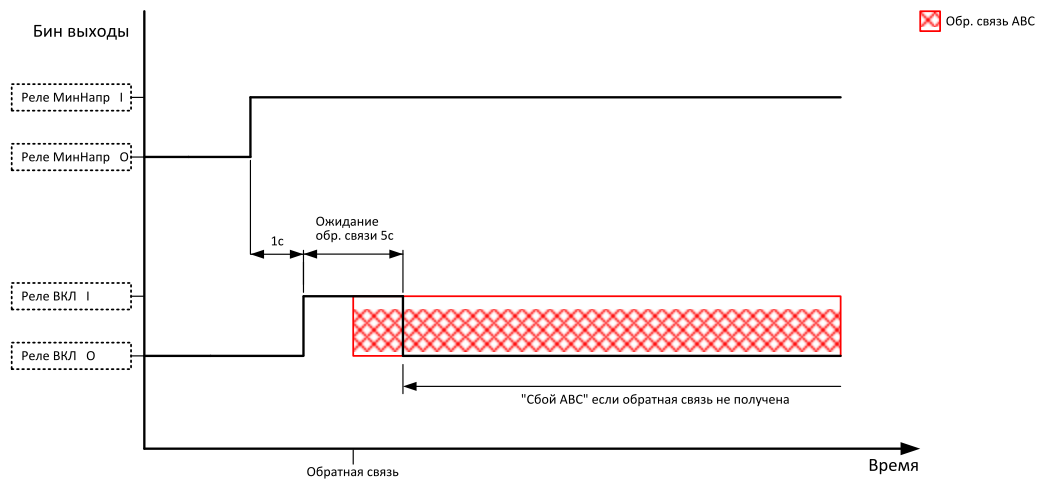 Бин выходы
Обр. связь АВС
Реле МинНапр I
Реле МинНапр O
Ожидание
обр. связи 5с
1с
Реле ВКЛ I
Реле ВКЛ O
"Сбой АВС" если обратная связь не получена
Время
Обратная связь